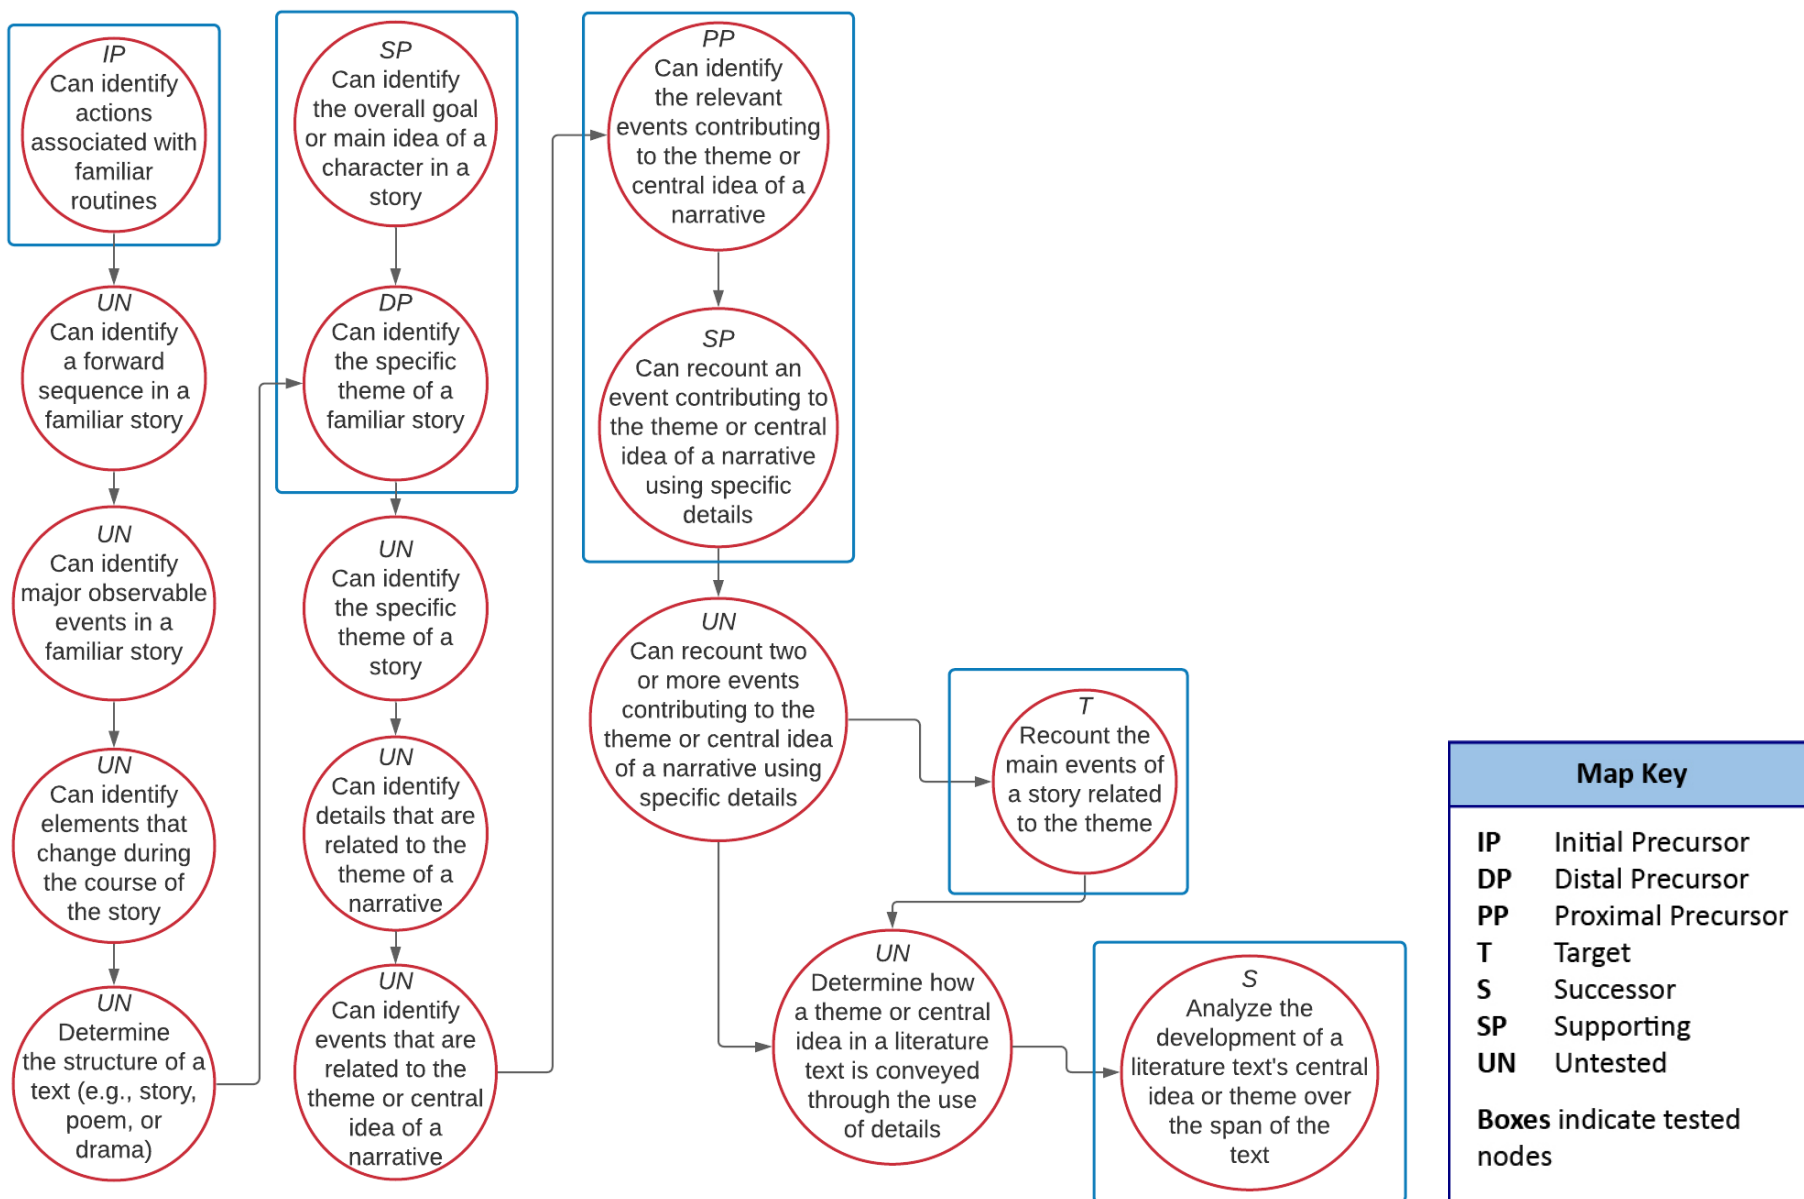 IP
Can identify
actions
associated with
familiar
routines
UN
Can identify
a forward
sequence in a
familiar story
UN
Can identify
major observable
events in a
familiar story
UN
Can identify
elements that
change during
the course of
the story
UN
Determine
the structure of a
text (e.g., story,
poem, or
drama)
SP
Can identify
the overall goal
or main idea of a
character in a
story
DP
Can identify
the specific
theme of a
familiar story
UN
Can identify
the specific
theme of a
story
UN
Can identify
details that are
related to the
theme of a
narrative
UN
Can identify
events that are
related to the
theme or central
idea of a
narrative
PP
Can identify
the relevant
events contributing
to the theme or
central idea of a
narrative
SP
Can recount an
event contributing to
the theme or central
idea of a narrative
using specific
details
UN
Can recount two
or more events
contributing to the
theme or central idea
of a narrative using
specific details
T
Recount the
main events of
a story related
to the theme
UN
Determine how
a theme or central
idea in a literature
text is conveyed
through the use
of details
S
Analyze the
development of a
literature text's central
idea or theme over
the span of the
text
Map Key
IP Initial Precursor
DP Distal Precursor
PP Proximal Precursor
T Target
S Successor
SP Supporting
UN Untested
Boxes indicate tested
nodes